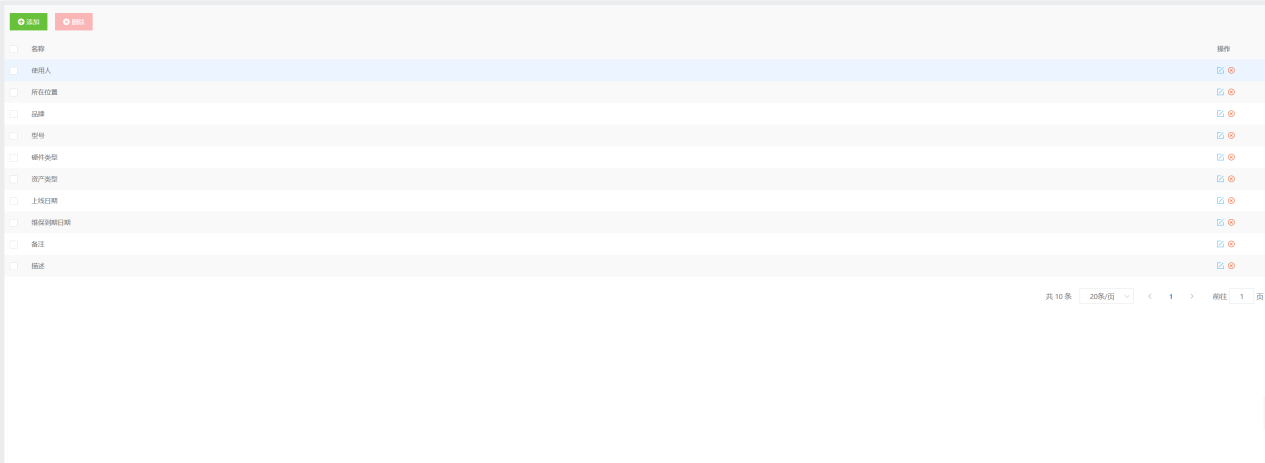 添加 删除
名称 操作
使用人
所在位置
品牌
型号
硬件类型
资产类型
上线日期
维保到期日期
备注
描述
共 10 条 20条/页 1 前往 1 页